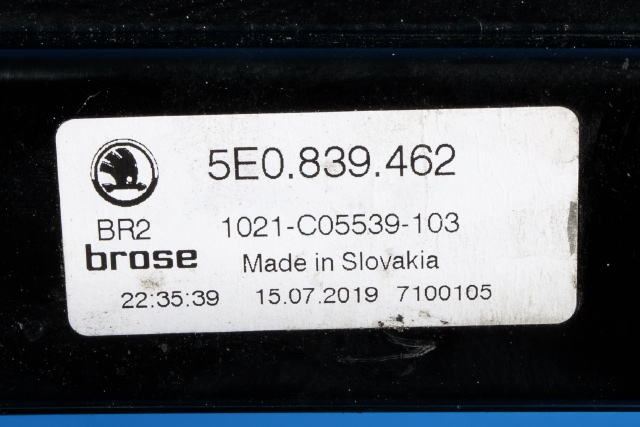 5E0.839.462
BR2 1021-C05539-103
brose Made in Slovakia
22:35:39 15.07.2019 7100105